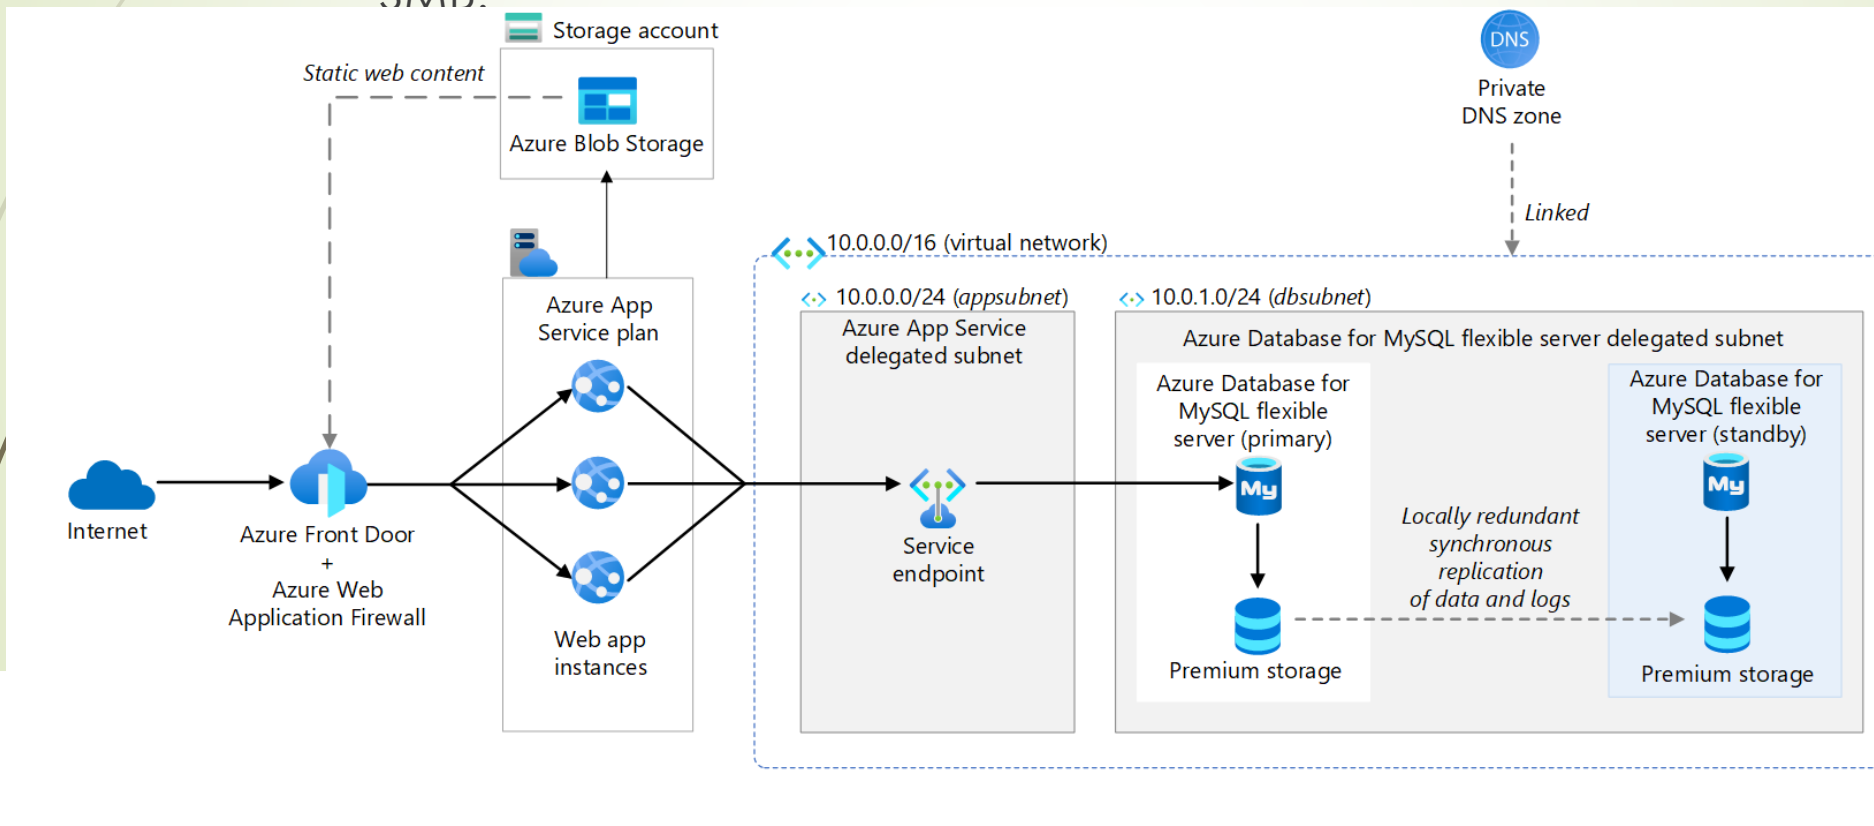 Storage account
Static web content
Azure Blob Storage
DNS
Private
DNS zone
Linked
10.0.0.0/16 (virtual network)
Azure App
Service plan
10.0.0.0/24 (appsubnet)
Azure App Service
delegated subnet
10.0.1.0/24 (dbsubnet)
Azure Database for MySQL flexible server delegated subnet
Azure Database for
MySQL flexible
server (primary)
My
Azure Database for
MySQL flexible
server (standby)
My
Internet
Azure Front Door
+
Azure Web
Application Firewall
Web app
instances
Service
endpoint
Locally redundant
synchronous
replication
of data and logs
Premium storage
Premium storage